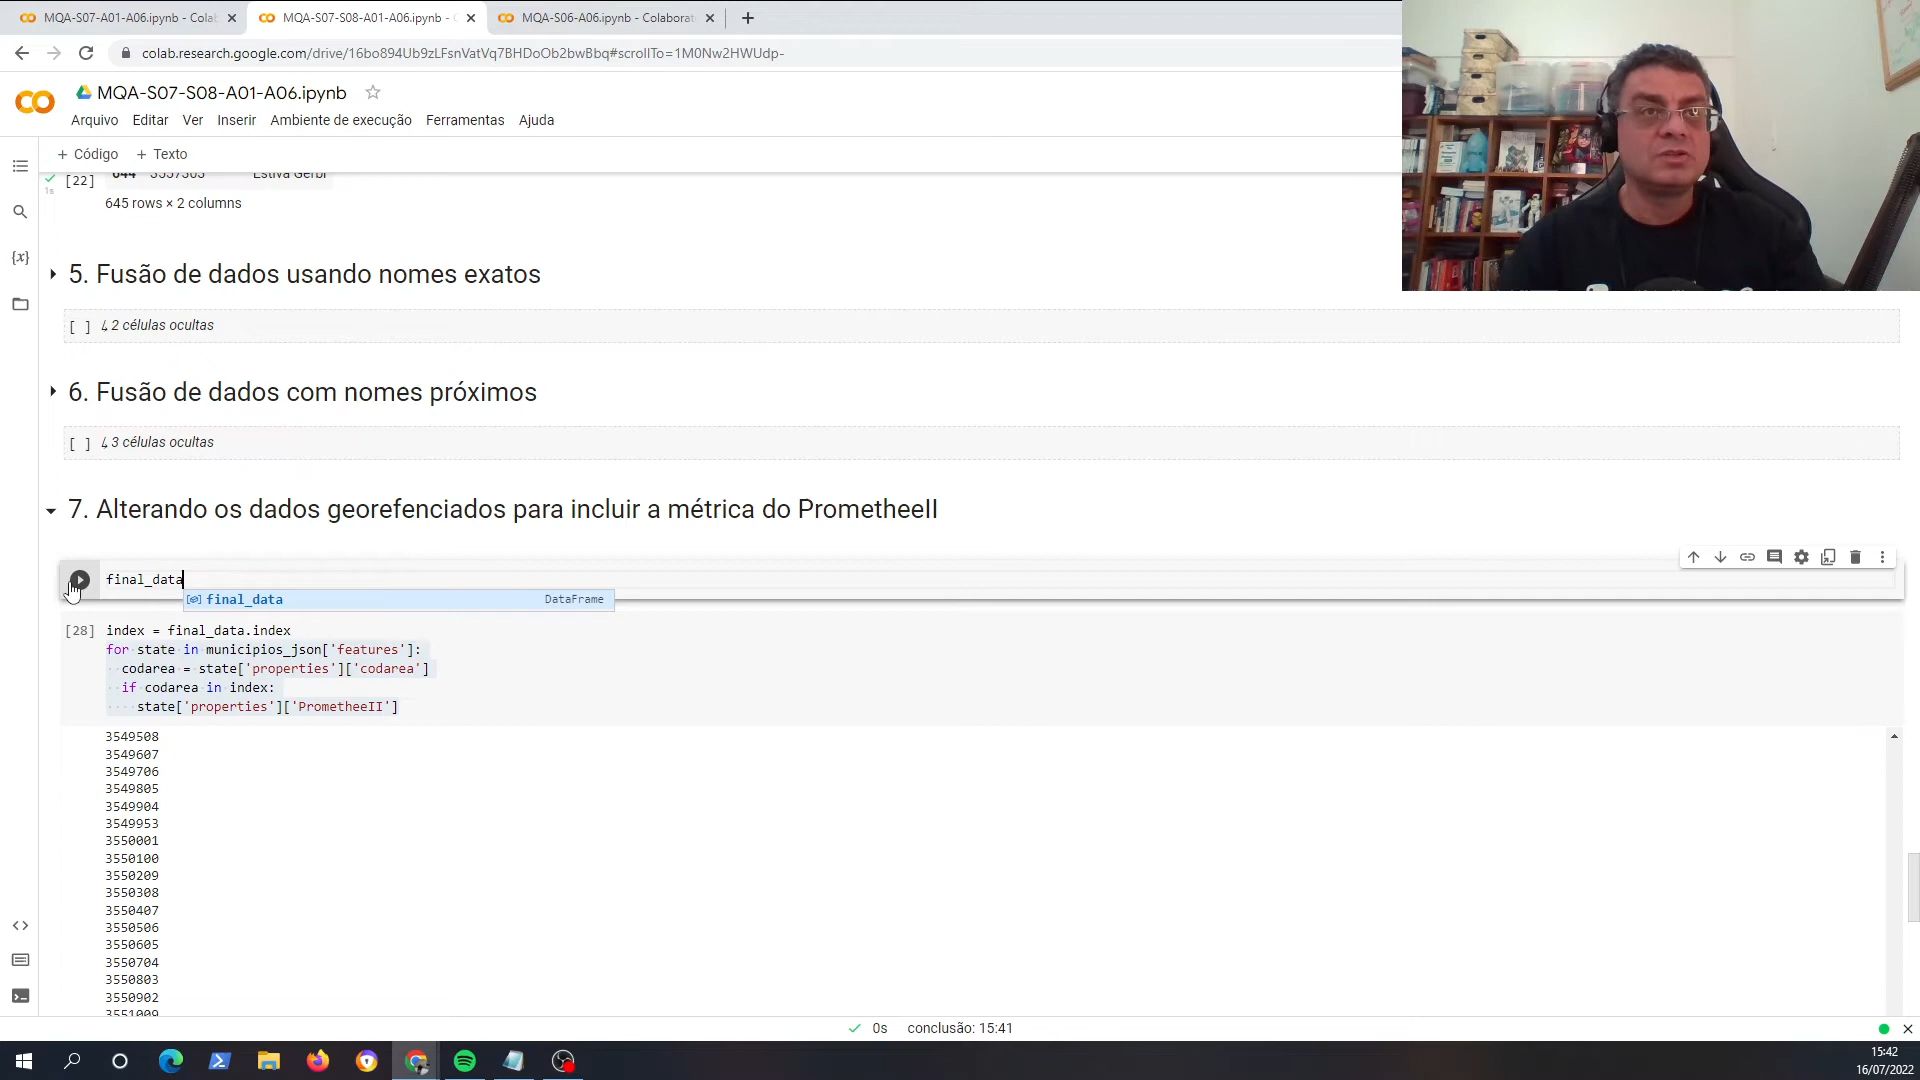 MQA-S07-A01-A06.ipynb - Cola
MQA-S07-S08-A01-A06.ipynb - C
MQA-S06-A06.ipynb - Colaborat
colab.research.google.com/drive/16bo894Ub9zLFsnVatVq7BHDoOb2bwBbq#scrollTo=1M0Nw2HWUdp-
MQA-S07-S08-A01-A06.ipynb
Arquivo Editar Ver Inserir Ambiente de execução Ferramentas Ajuda
+ Código + Texto
[22] 644 3557303 Estiva Gerbi
1s
645 rows × 2 columns
5. Fusão de dados usando nomes exatos
[ ] ↳ 2 células ocultas
6. Fusão de dados com nomes próximos
[ ] ↳ 3 células ocultas
7. Alterando os dados georefenciados para incluir a métrica do PrometheeII
final_data
final_data DataFrame
[28] index = final_data.index
for state in municipios_json['features']:
codarea = state['properties']['codarea']
if codarea in index:
state['properties']['PrometheeII']
3549508
3549607
3549706
3549805
3549904
3549953
3550001
3550100
3550209
3550308
3550407
3550506
3550605
3550704
3550803
3550902
3551009
0s conclusão: 15:41
15:42
16/07/2022